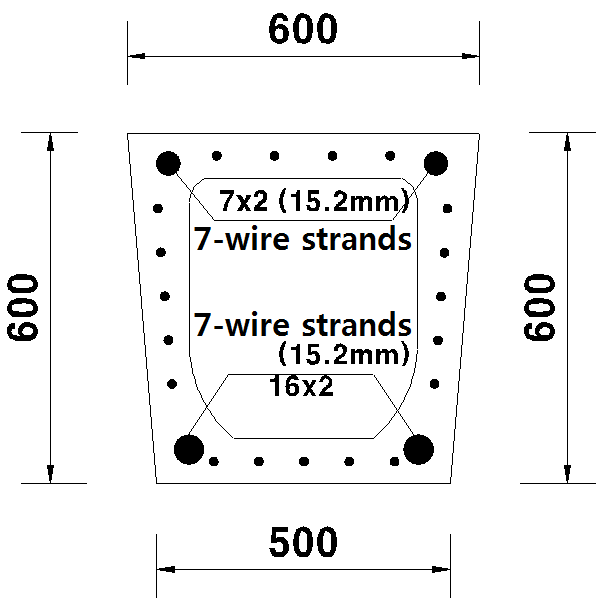 600
7x2 (15.2mm)
7-wire strands
600
600
7-wire strands
(15.2mm)
16x2
500